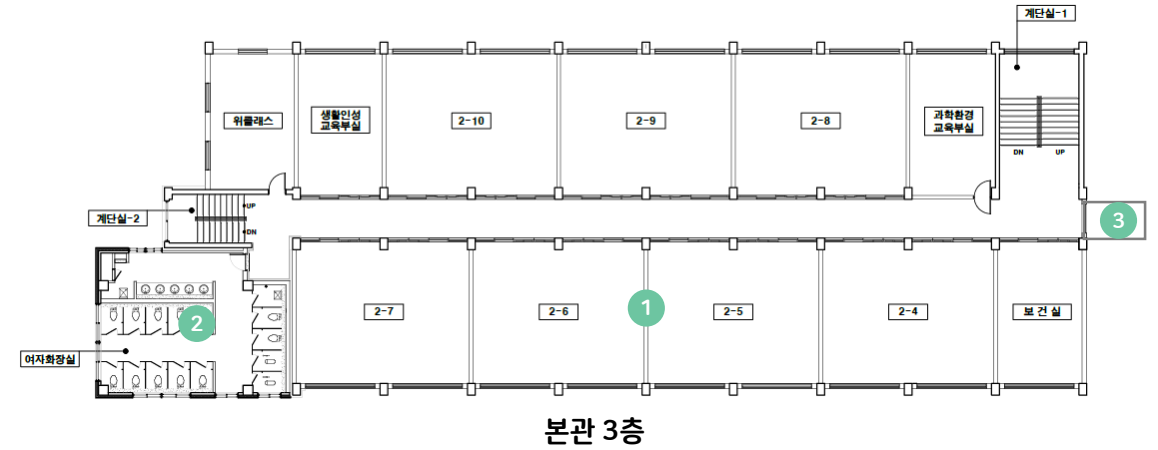 계단실-1
위클래스
생활인성
교육부실
2-10
2-9
2-8
과학환경
교육부실
DN
UP
계단실-2
UP
DN
3
2-7
2-6
1
2-5
2-4
보 건 실
2
여자화장실
본관 3층